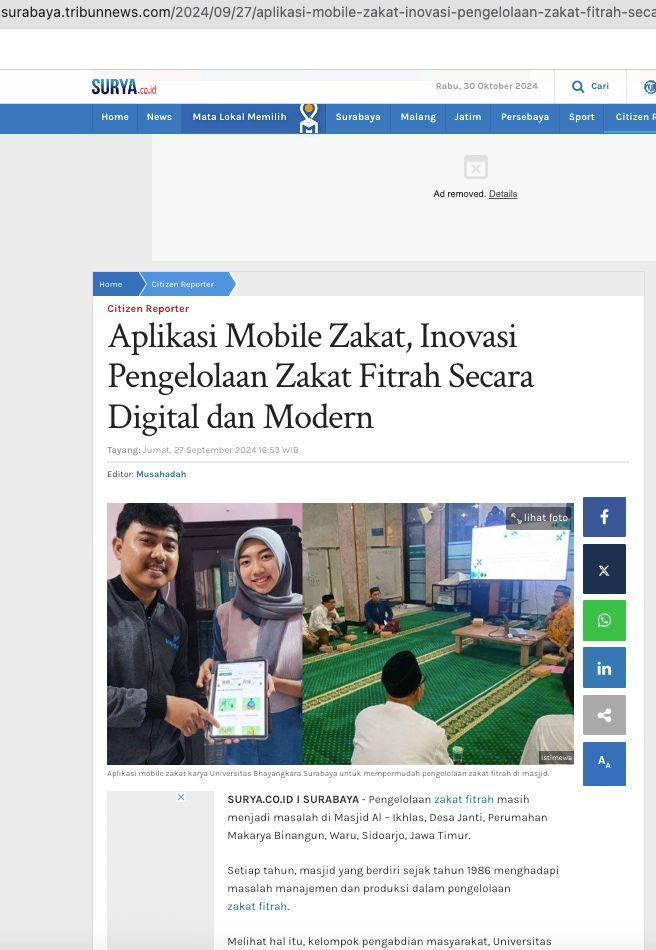 surabaya.tribunnews.com/2024/09/27/aplikasi-mobile-zakat-inovasi-pengelolaan-zakat-fitrah-seca
SURYA.co.id
Rabu, 30 Oktober 2024
Cari
Home News Mata Lokal Memilih Surabaya Malang Jatim Persebaya Sport Citizen R
Ad removed. Details
Home Citizen Reporter
Citizen Reporter
Aplikasi Mobile Zakat, Inovasi
Pengelolaan Zakat Fitrah Secara
Digital dan Modern
Tayang: Jumat, 27 September 2024 16:53 WIB
Editor: Musahadah
lihat foto
Istimewa
Aplikasi mobile zakat karya Universitas Bhayangkara Surabaya untuk mempermudah pengelolaan zakat fitrah di masjid.
SURYA.CO.ID I SURABAYA - Pengelolaan zakat fitrah masih
menjadi masalah di Masjid Al – Ikhlas, Desa Janti, Perumahan
Makarya Binangun, Waru, Sidoarjo, Jawa Timur.
Setiap tahun, masjid yang berdiri sejak tahun 1986 menghadapi
masalah manajemen dan produksi dalam pengelolaan
zakat fitrah.
Melihat hal itu, kelompok pengabdian masyarakat, Universitas